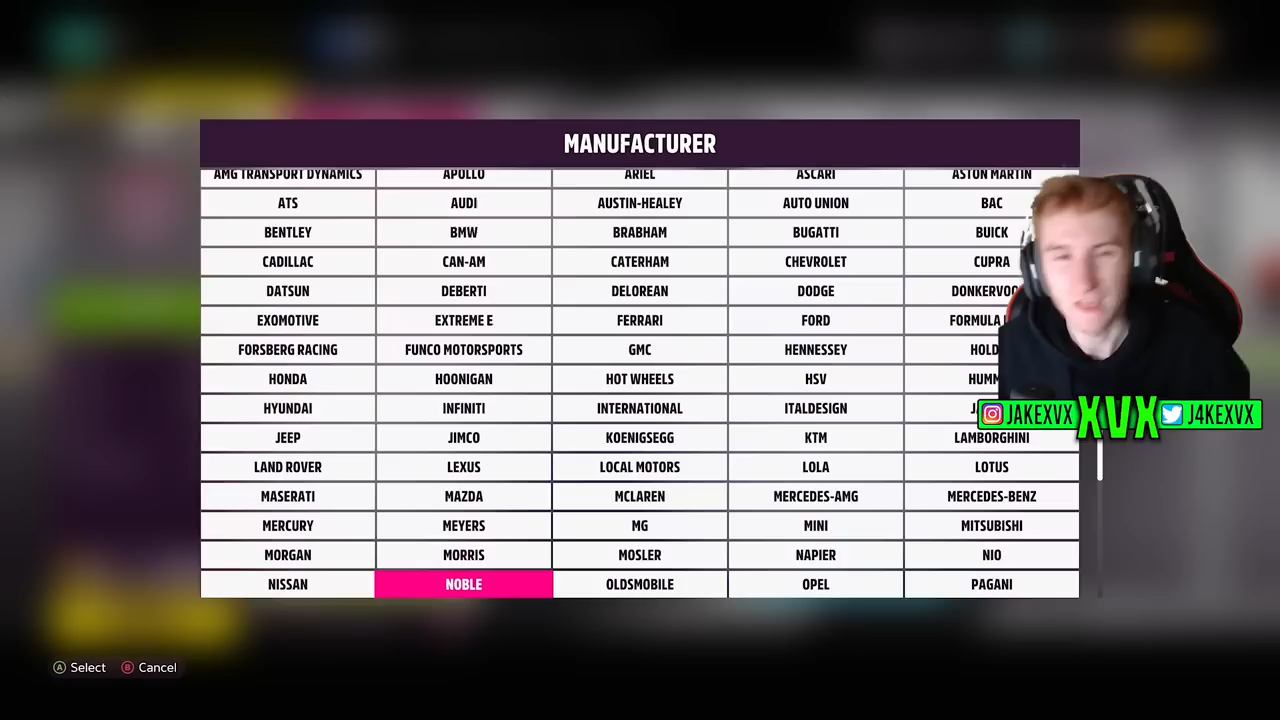 MANUFACTURER
AMG TRANSPORT DYNAMICS APOLLO ARIEL ASCARI ASTON MARTIN
ATS AUDI AUSTIN-HEALEY AUTO UNION BAC
BENTLEY BMW BRABHAM BUGATTI BUICK
CADILLAC CAN-AM CATERHAM CHEVROLET CUPRA
DATSUN DEBERTI DELOREAN DODGE
EXOMOTIVE EXTREME E FERRARI FORD FORMULA
FORSBERG RACING FUNCO MOTORSPORTS GMC HENNESSEY
HONDA HOONIGAN HOT WHEELS HSV
HYUNDAI INFINITI INTERNATIONAL ITALDESIGN
JAKEXVX XVX J4KEXVX
JEEP JIMCO KOENIGSEGG KTM LAMBORGHINI
LAND ROVER LEXUS LOCAL MOTORS LOLA LOTUS
MASERATI MAZDA MCLAREN MERCEDES-AMG MERCEDES-BENZ
MERCURY MEYERS MG MINI MITSUBISHI
MORGAN MORRIS MOSLER NAPIER NIO
NISSAN NOBLE OLDSMOBILE OPEL PAGANI
A Select B Cancel